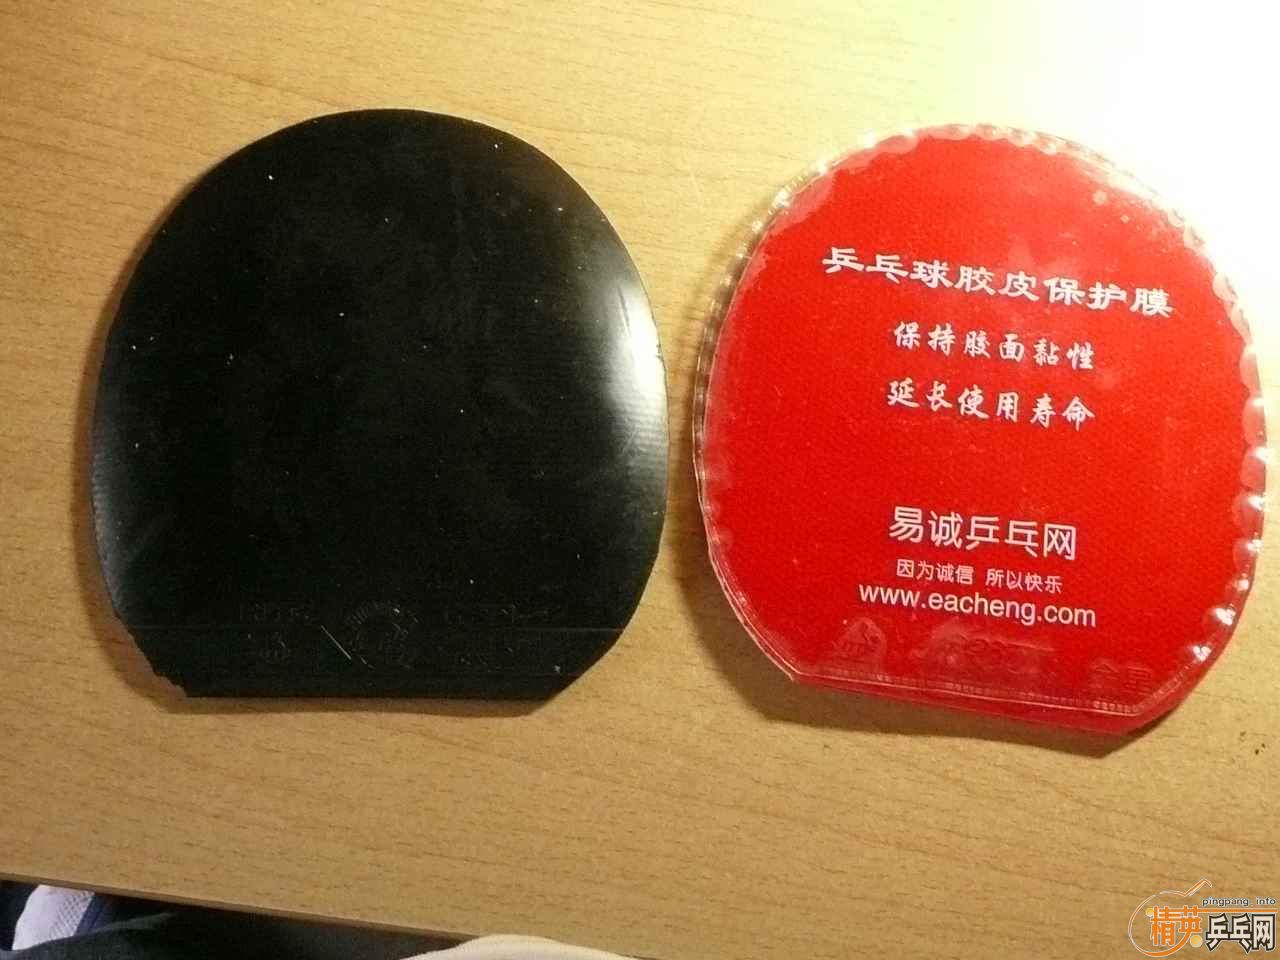 乒乓球胶皮保护膜
保持胶面黏性
延长使用寿命
易诚乒乓网
因为诚信 所以快乐
www.eacheng.com
pingpang.info
精英乒乓网